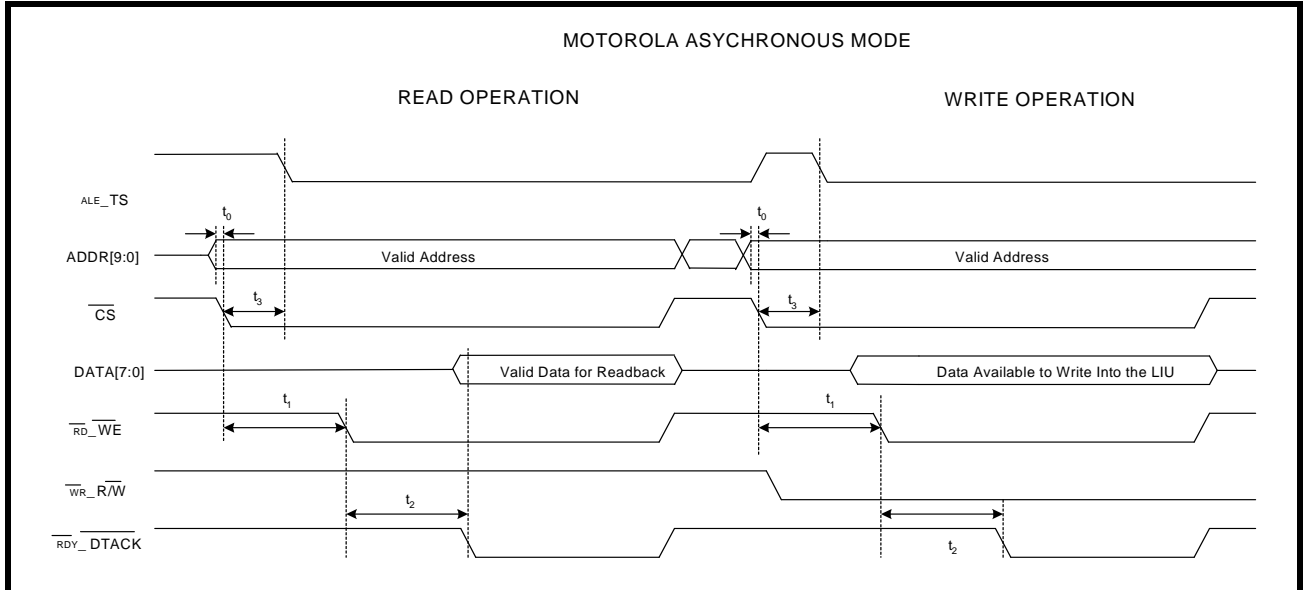 MOTOROLA ASYCHRONOUS MODE
READ OPERATION
WRITE OPERATION
ALE_TS
t0
t0
ADDR[9:0]
Valid Address
Valid Address
CS
t3
t3
DATA[7:0]
Valid Data for Readback
Data Available to Write Into the LIU
t1
t1
RD_WE
WR_R/W
t2
RDY_DTACK
t2